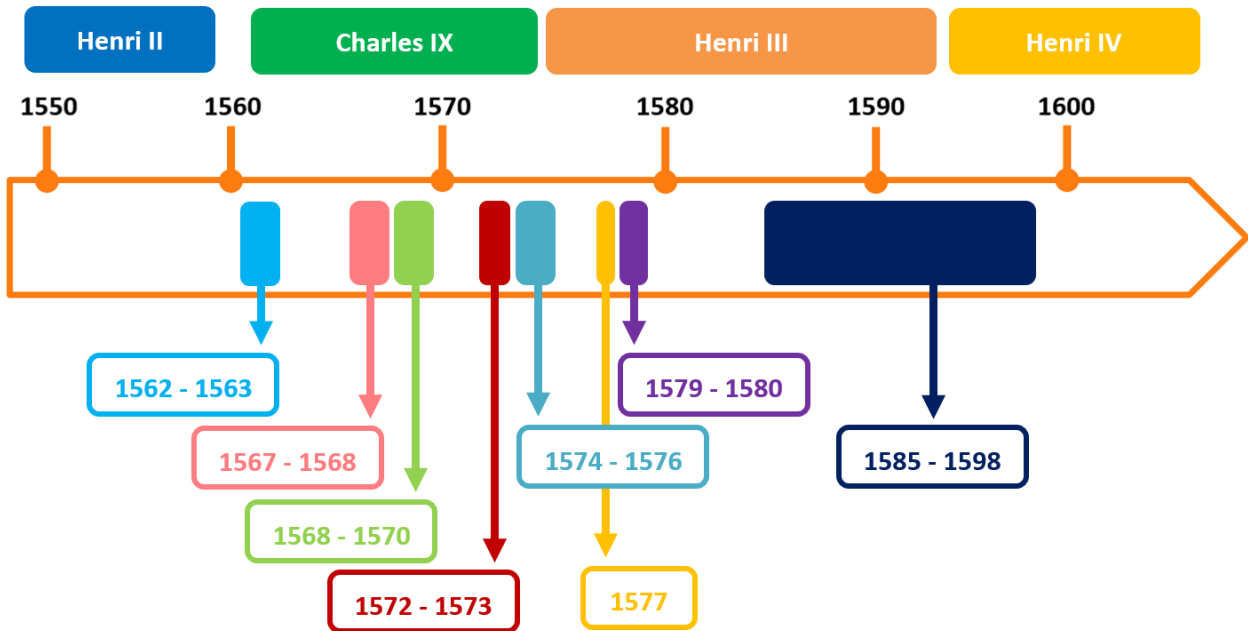 Henri II
Charles IX
Henri III
Henri IV
1550
1560
1570
1580
1590
1600
1562 - 1563
1579 - 1580
1567 - 1568
1574 - 1576
1585 - 1598
1568 - 1570
1572 - 1573
1577